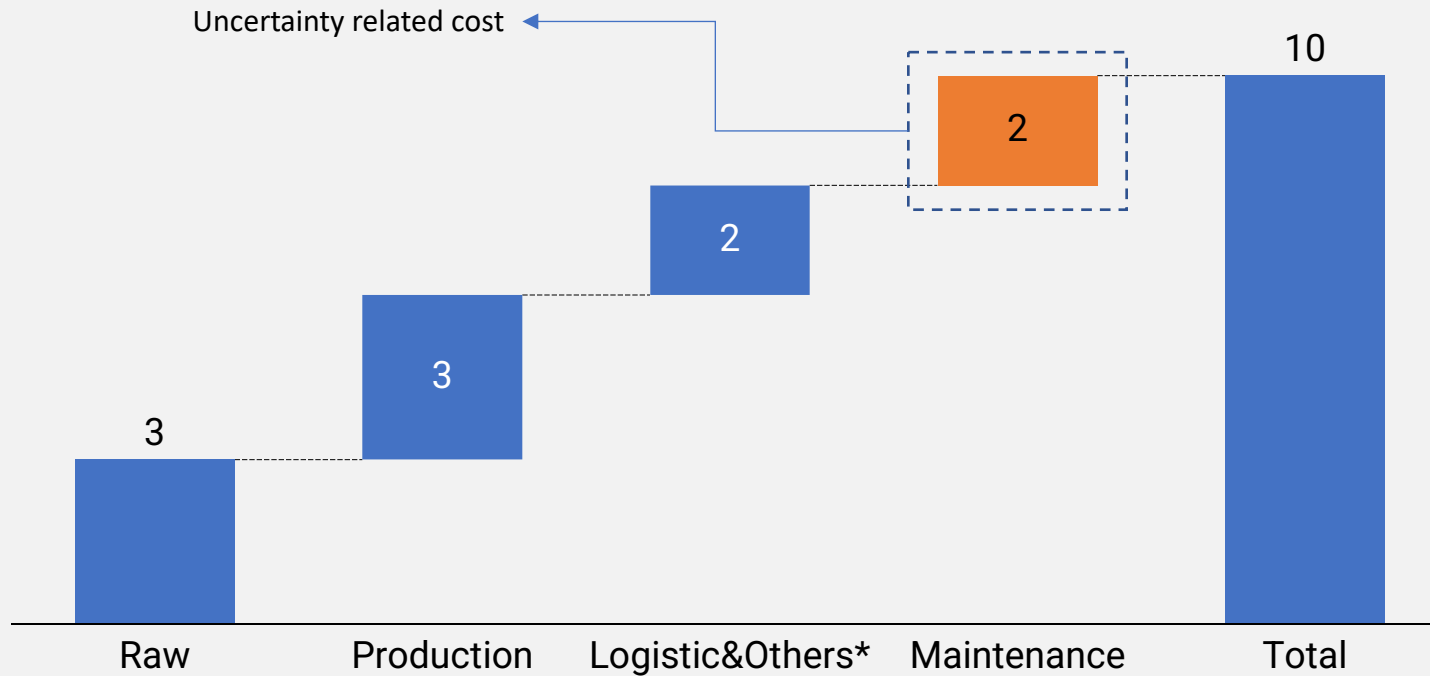 Uncertainty related cost
10
2
2
3
3
Raw
Production
Logistic&Others*
Maintenance
Total